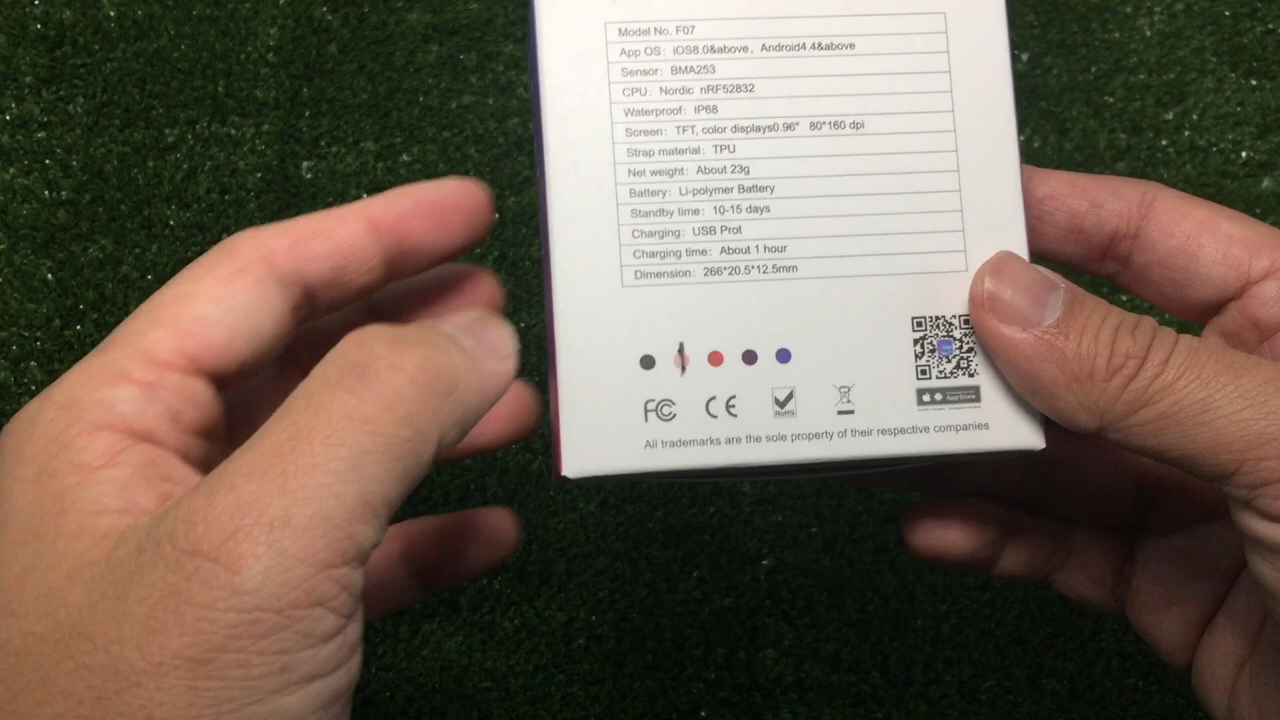 Model No. F07
App OS: iOS8.0&above, Android4.4&above
Sensor: BMA253
CPU: Nordic nRF52832
Waterproof: IP68
Screen: TFT, color displays0.96" 80*160 dpi
Strap material: TPU
Net weight: About 23g
Battery: Li-polymer Battery
Standby time: 10-15 days
Charging: USB Prot
Charging time: About 1 hour
Dimension: 266*20.5*12.5mm
App Store
FC CE RoHS
All trademarks are the sole property of their respective companies